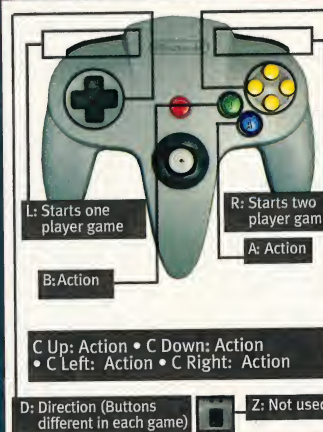 L: Starts one
player game
R: Starts two
player gam
A: Action
B: Action
C Up: Action • C Down: Action
• C Left: Action • C Right: Action
D: Direction (Buttons
different in each game)
Z: Not used